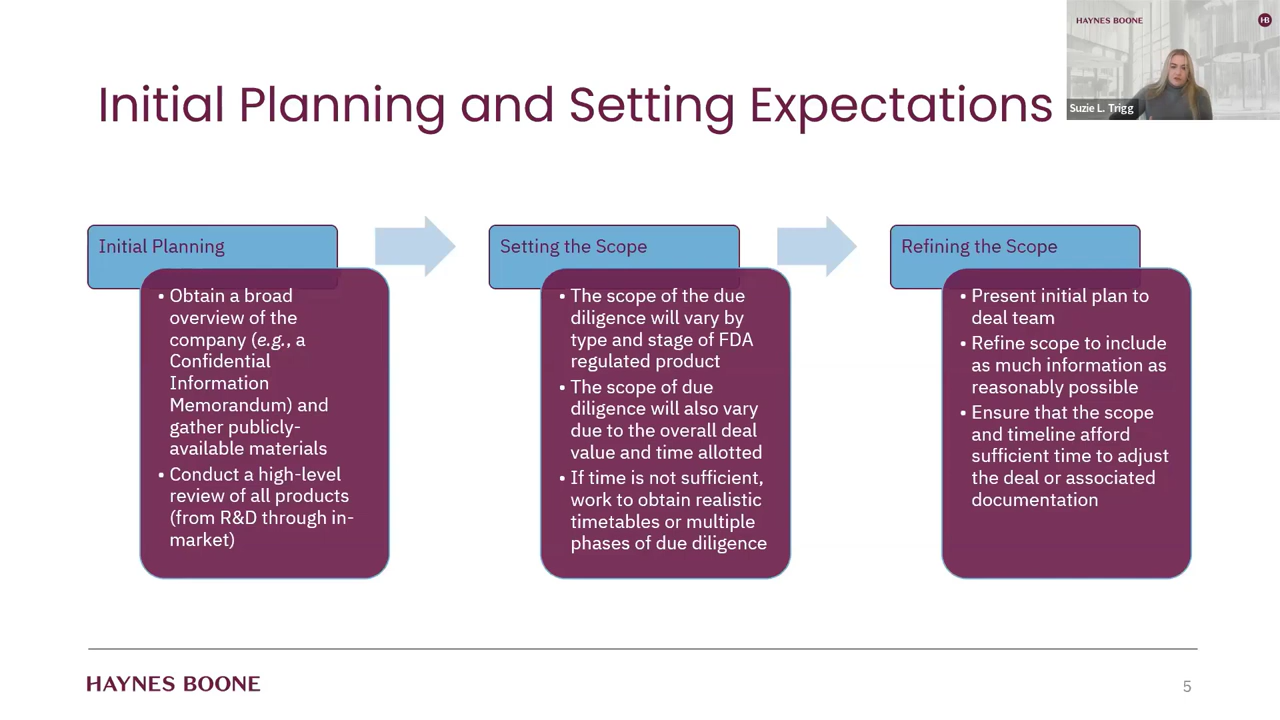 HAYNES BOONE
HB
Suzie L. Trigg
Initial Planning and Setting Expectations
Initial Planning
• Obtain a broad
overview of the
company (e.g., a
Confidential
Information
Memorandum) and
gather publicly-
available materials
• Conduct a high-level
review of all products
(from R&D through in-
market)
Setting the Scope
• The scope of the due
diligence will vary by
type and stage of FDA
regulated product
• The scope of due
diligence will also vary
due to the overall deal
value and time allotted
• If time is not sufficient,
work to obtain realistic
timetables or multiple
phases of due diligence
Refining the Scope
• Present initial plan to
deal team
• Refine scope to include
as much information as
reasonably possible
• Ensure that the scope
and timeline afford
sufficient time to adjust
the deal or associated
documentation
HAYNES BOONE
5